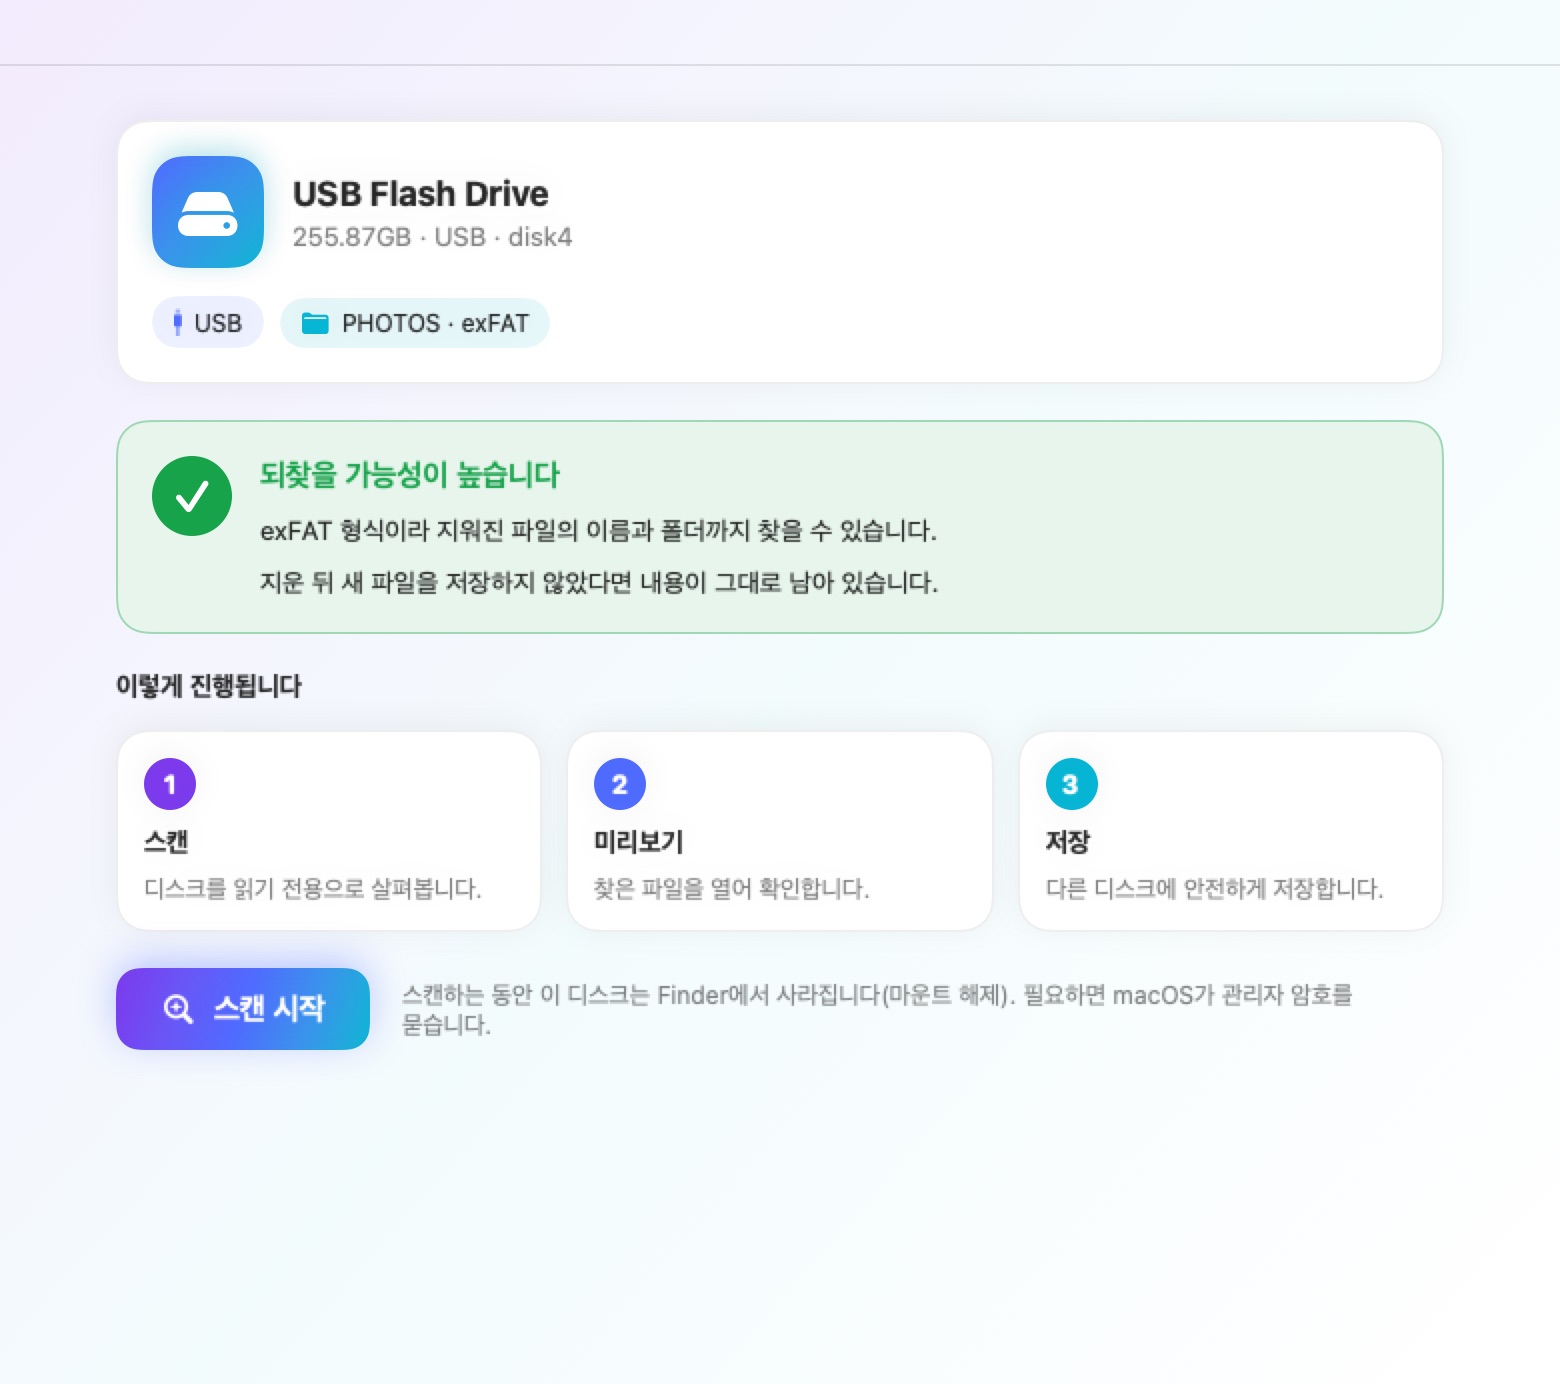 USB Flash Drive
255.87GB · USB · disk4
USB
PHOTOS · exFAT
되찾을 가능성이 높습니다
exFAT 형식이라 지워진 파일의 이름과 폴더까지 찾을 수 있습니다.
지운 뒤 새 파일을 저장하지 않았다면 내용이 그대로 남아 있습니다.
이렇게 진행됩니다
1
스캔
디스크를 읽기 전용으로 살펴봅니다.
2
미리보기
찾은 파일을 열어 확인합니다.
3
저장
다른 디스크에 안전하게 저장합니다.
스캔 시작
스캔하는 동안 이 디스크는 Finder에서 사라집니다(마운트 해제). 필요하면 macOS가 관리자 암호를
묻습니다.